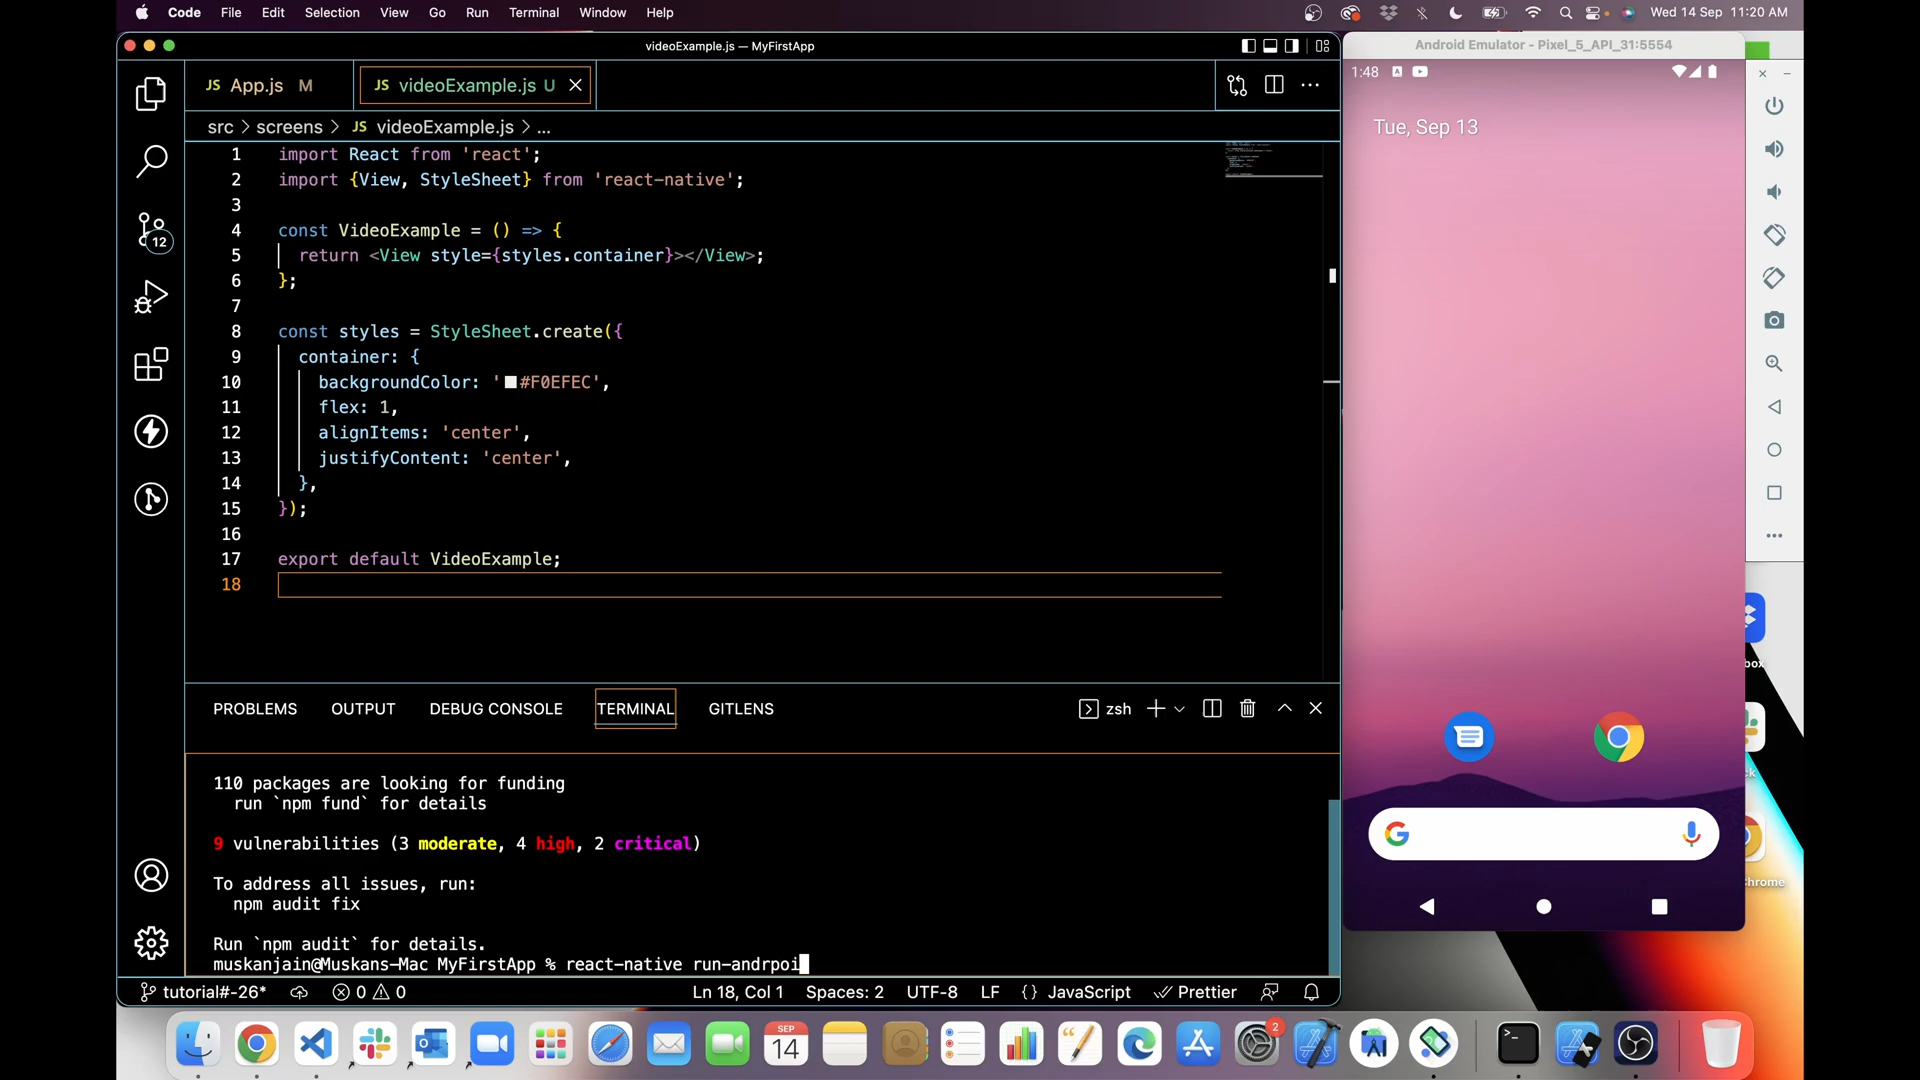 Code File Edit Selection View Go Run Terminal Window Help
Wed 14 Sep 11:20 AM
videoExample.js — MyFirstApp
JS App.js M
JS videoExample.js U
src > screens > JS videoExample.js > ...
1 import React from 'react';
2 import {View, StyleSheet} from 'react-native';
3
4 const VideoExample = () => {
5 return <View style={styles.container}></View>;
6 };
7
8 const styles = StyleSheet.create({
9 container: {
10 backgroundColor: '#F0EFEC',
11 flex: 1,
12 alignItems: 'center',
13 justifyContent: 'center',
14 },
15 });
16
17 export default VideoExample;
18
12
PROBLEMS OUTPUT DEBUG CONSOLE TERMINAL GITLENS
zsh
110 packages are looking for funding
run `npm fund` for details
9 vulnerabilities (3 moderate, 4 high, 2 critical)
To address all issues, run:
npm audit fix
Run `npm audit` for details.
muskanjain@Muskans-Mac MyFirstApp % react-native run-andrpoi
tutorial#-26* 0 0 Ln 18, Col 1 Spaces: 2 UTF-8 LF {} JavaScript Prettier
Android Emulator - Pixel_5_API_31:5554
1:48
Tue, Sep 13
box
ck
Chrome
SEP
14
2